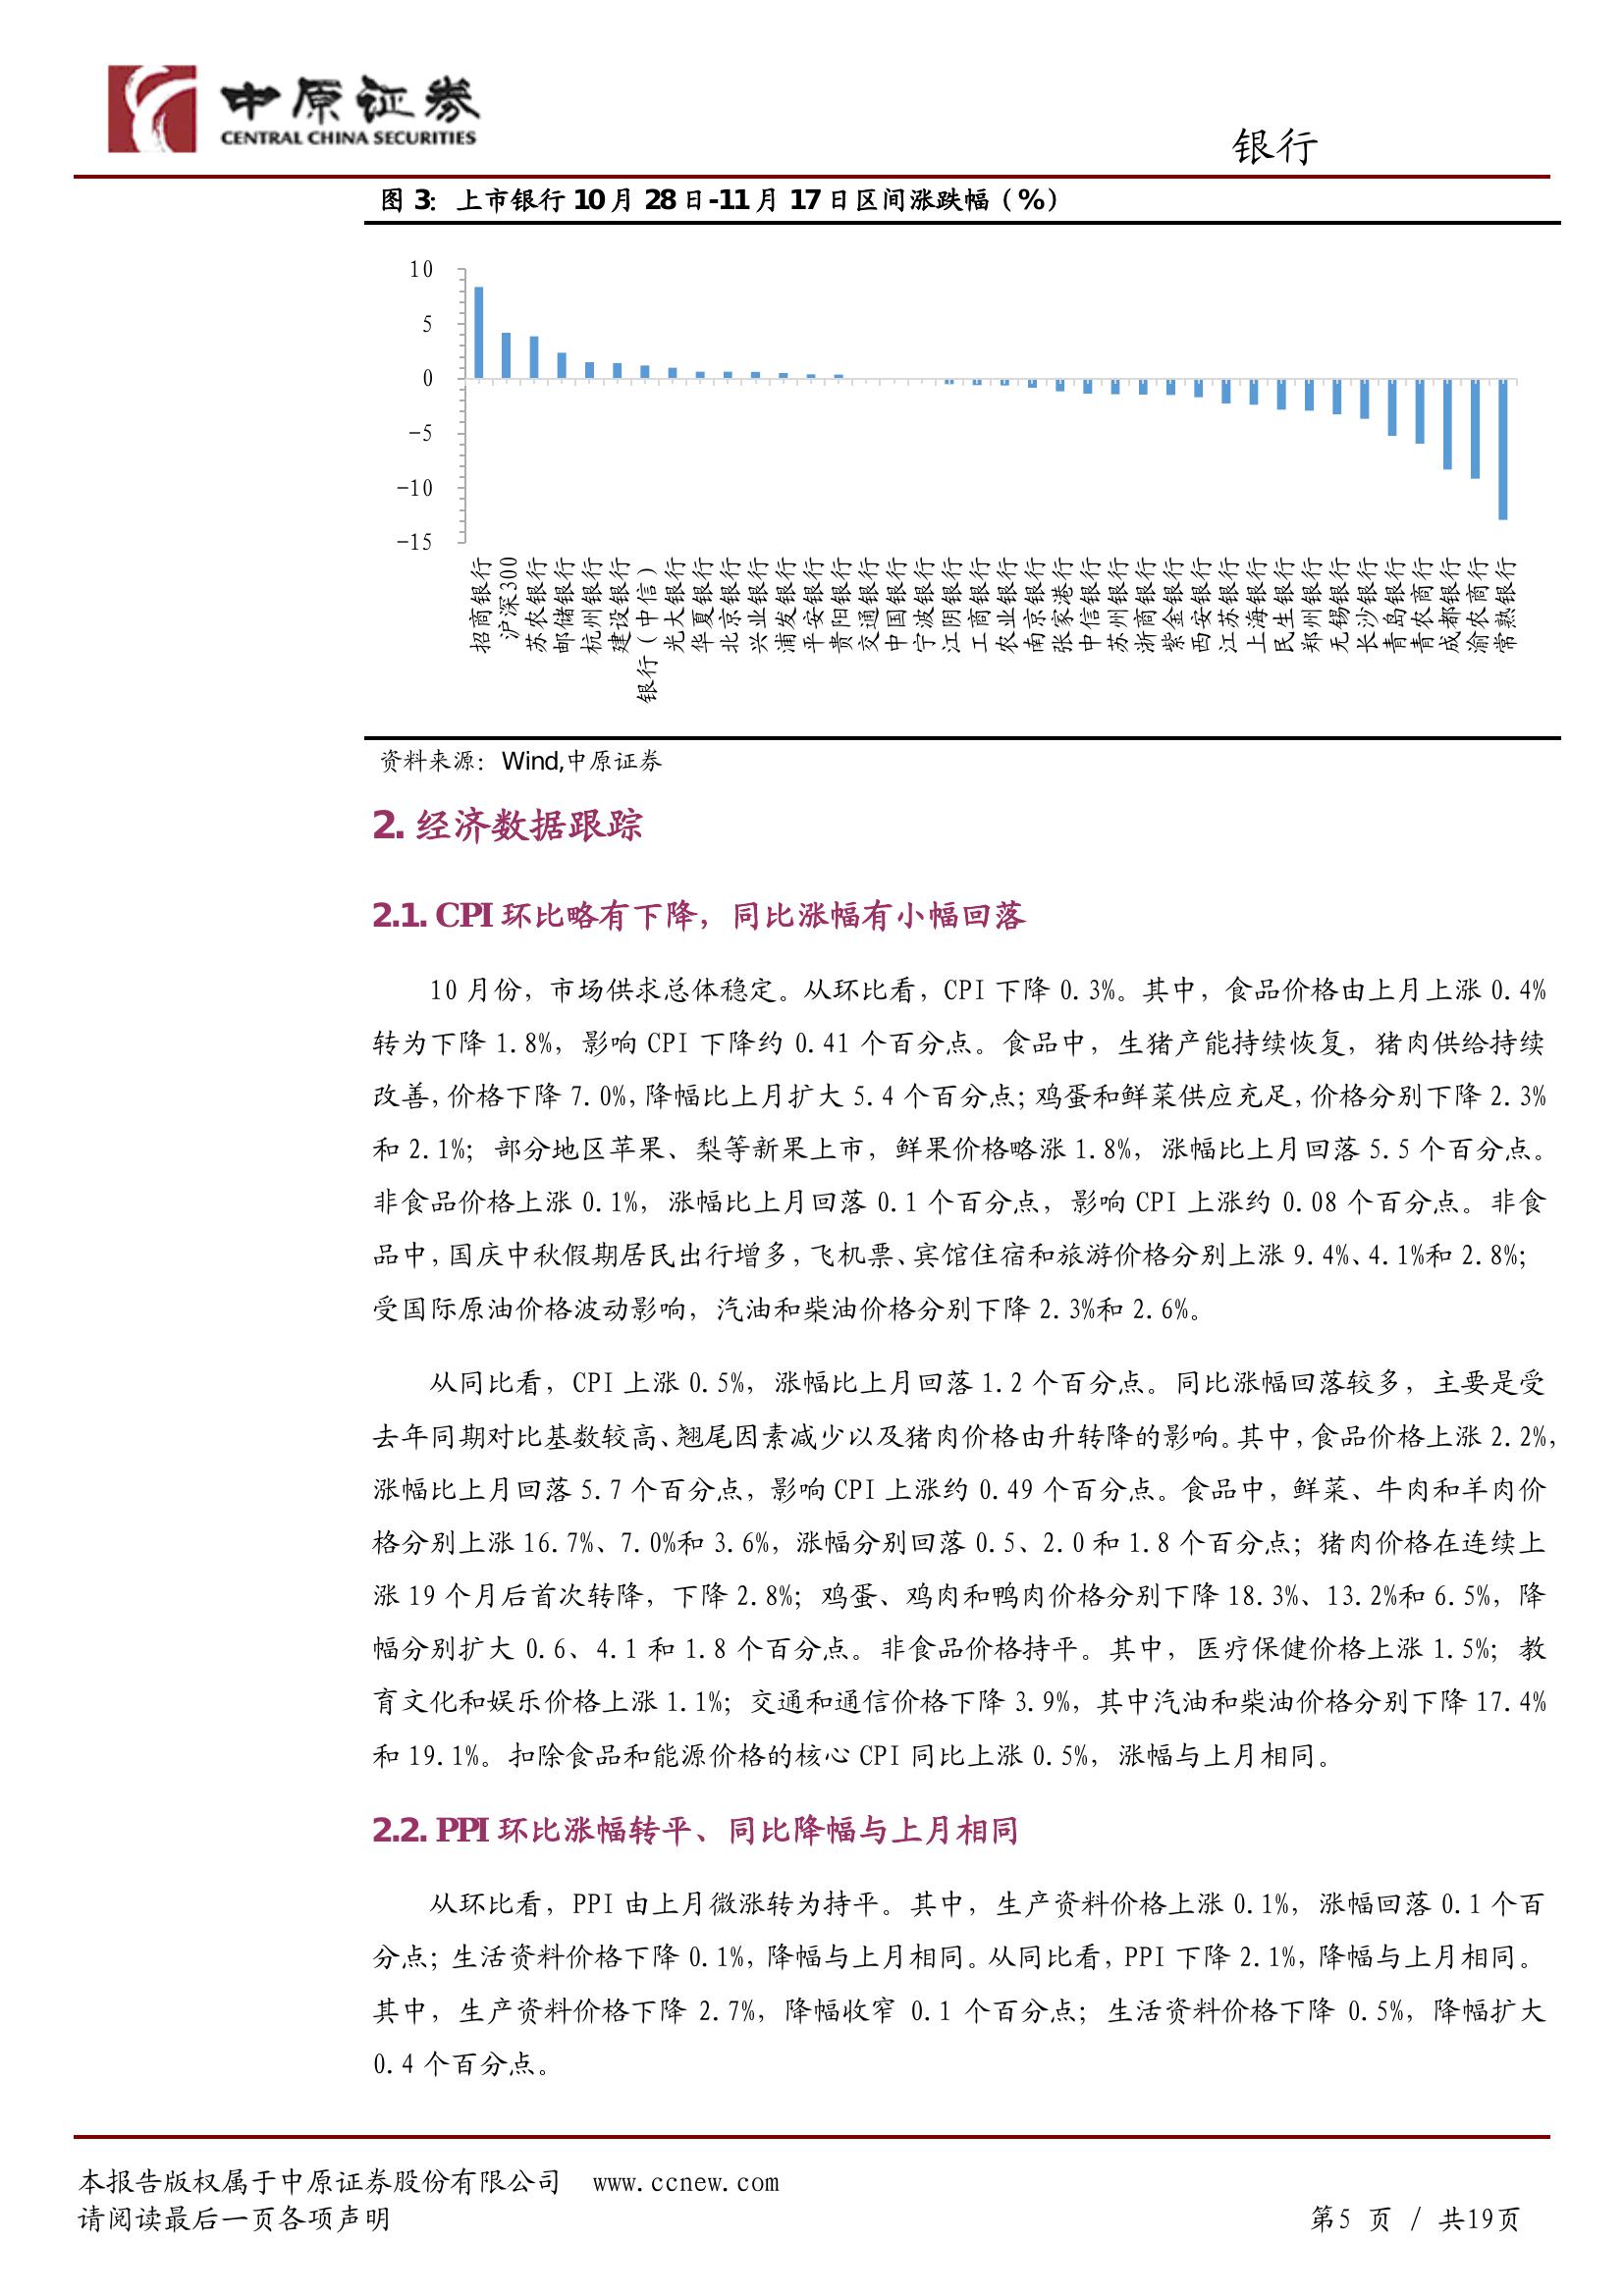 中原证券
CENTRAL CHINA SECURITIES
银行
图 3: 上市银行 10 月 28 日-11 月 17 日区间涨跌幅（%）
10
5
0
-5
-10
-15
招商银行
沪深300
苏农银行
邮储银行
杭州银行
建设银行
银行（中信）
光大银行
华夏银行
北京银行
兴业银行
浦发银行
平安银行
贵阳银行
交通银行
中国银行
宁波银行
江阴银行
工商银行
农业银行
南京银行
张家港行
中信银行
苏州银行
浙商银行
紫金银行
西安银行
江苏银行
上海银行
民生银行
郑州银行
无锡银行
长沙银行
青岛银行
青农商行
成都银行
渝农商行
常熟银行
资料来源：Wind,中原证券
2. 经济数据跟踪
2.1. CPI 环比略有下降，同比涨幅有小幅回落
10 月份，市场供求总体稳定。从环比看，CPI 下降 0.3%。其中，食品价格由上月上涨 0.4%
转为下降 1.8%，影响 CPI 下降约 0.41 个百分点。食品中，生猪产能持续恢复，猪肉供给持续
改善，价格下降 7.0%，降幅比上月扩大 5.4 个百分点；鸡蛋和鲜菜供应充足，价格分别下降 2.3%
和 2.1%；部分地区苹果、梨等新果上市，鲜果价格略涨 1.8%，涨幅比上月回落 5.5 个百分点。
非食品价格上涨 0.1%，涨幅比上月回落 0.1 个百分点，影响 CPI 上涨约 0.08 个百分点。非食
品中，国庆中秋假期居民出行增多，飞机票、宾馆住宿和旅游价格分别上涨 9.4%、4.1%和 2.8%；
受国际原油价格波动影响，汽油和柴油价格分别下降 2.3%和 2.6%。
从同比看，CPI 上涨 0.5%，涨幅比上月回落 1.2 个百分点。同比涨幅回落较多，主要是受
去年同期对比基数较高、翘尾因素减少以及猪肉价格由升转降的影响。其中，食品价格上涨 2.2%，
涨幅比上月回落 5.7 个百分点，影响 CPI 上涨约 0.49 个百分点。食品中，鲜菜、牛肉和羊肉价
格分别上涨 16.7%、7.0%和 3.6%，涨幅分别回落 0.5、2.0 和 1.8 个百分点；猪肉价格在连续上
涨 19 个月后首次转降，下降 2.8%；鸡蛋、鸡肉和鸭肉价格分别下降 18.3%、13.2%和 6.5%，降
幅分别扩大 0.6、4.1 和 1.8 个百分点。非食品价格持平。其中，医疗保健价格上涨 1.5%；教
育文化和娱乐价格上涨 1.1%；交通和通信价格下降 3.9%，其中汽油和柴油价格分别下降 17.4%
和 19.1%。扣除食品和能源价格的核心 CPI 同比上涨 0.5%，涨幅与上月相同。
2.2. PPI 环比涨幅转平、同比降幅与上月相同
从环比看，PPI 由上月微涨转为持平。其中，生产资料价格上涨 0.1%，涨幅回落 0.1 个百
分点；生活资料价格下降 0.1%，降幅与上月相同。从同比看，PPI 下降 2.1%，降幅与上月相同。
其中，生产资料价格下降 2.7%，降幅收窄 0.1 个百分点；生活资料价格下降 0.5%，降幅扩大
0.4 个百分点。
本报告版权属于中原证券股份有限公司 www.ccnew.com
请阅读最后一页各项声明
第5 页 / 共19页